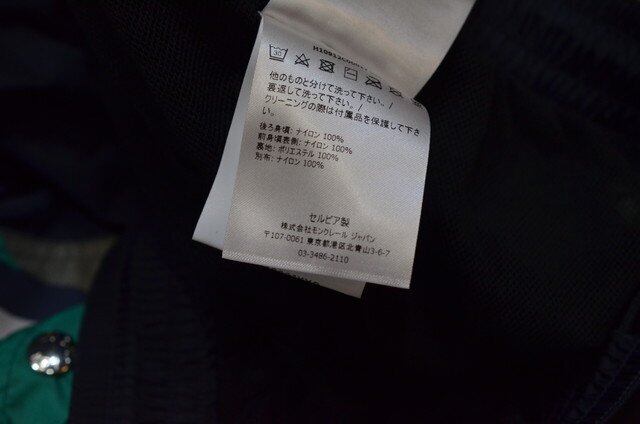 30
他のものと分けて洗って下さい。/
裏返して洗って下さい。/
クリーニングの際は付属品を保護して下さ
い。
後ろ身頃: ナイロン 100%
前身頃表側: ナイロン 100%
裏地: ポリエステル 100%
別布: ナイロン 100%
セルビア製
株式会社モンクレール ジャパン
〒107-0061 東京都港区北青山3-6-7
03-3486-2110